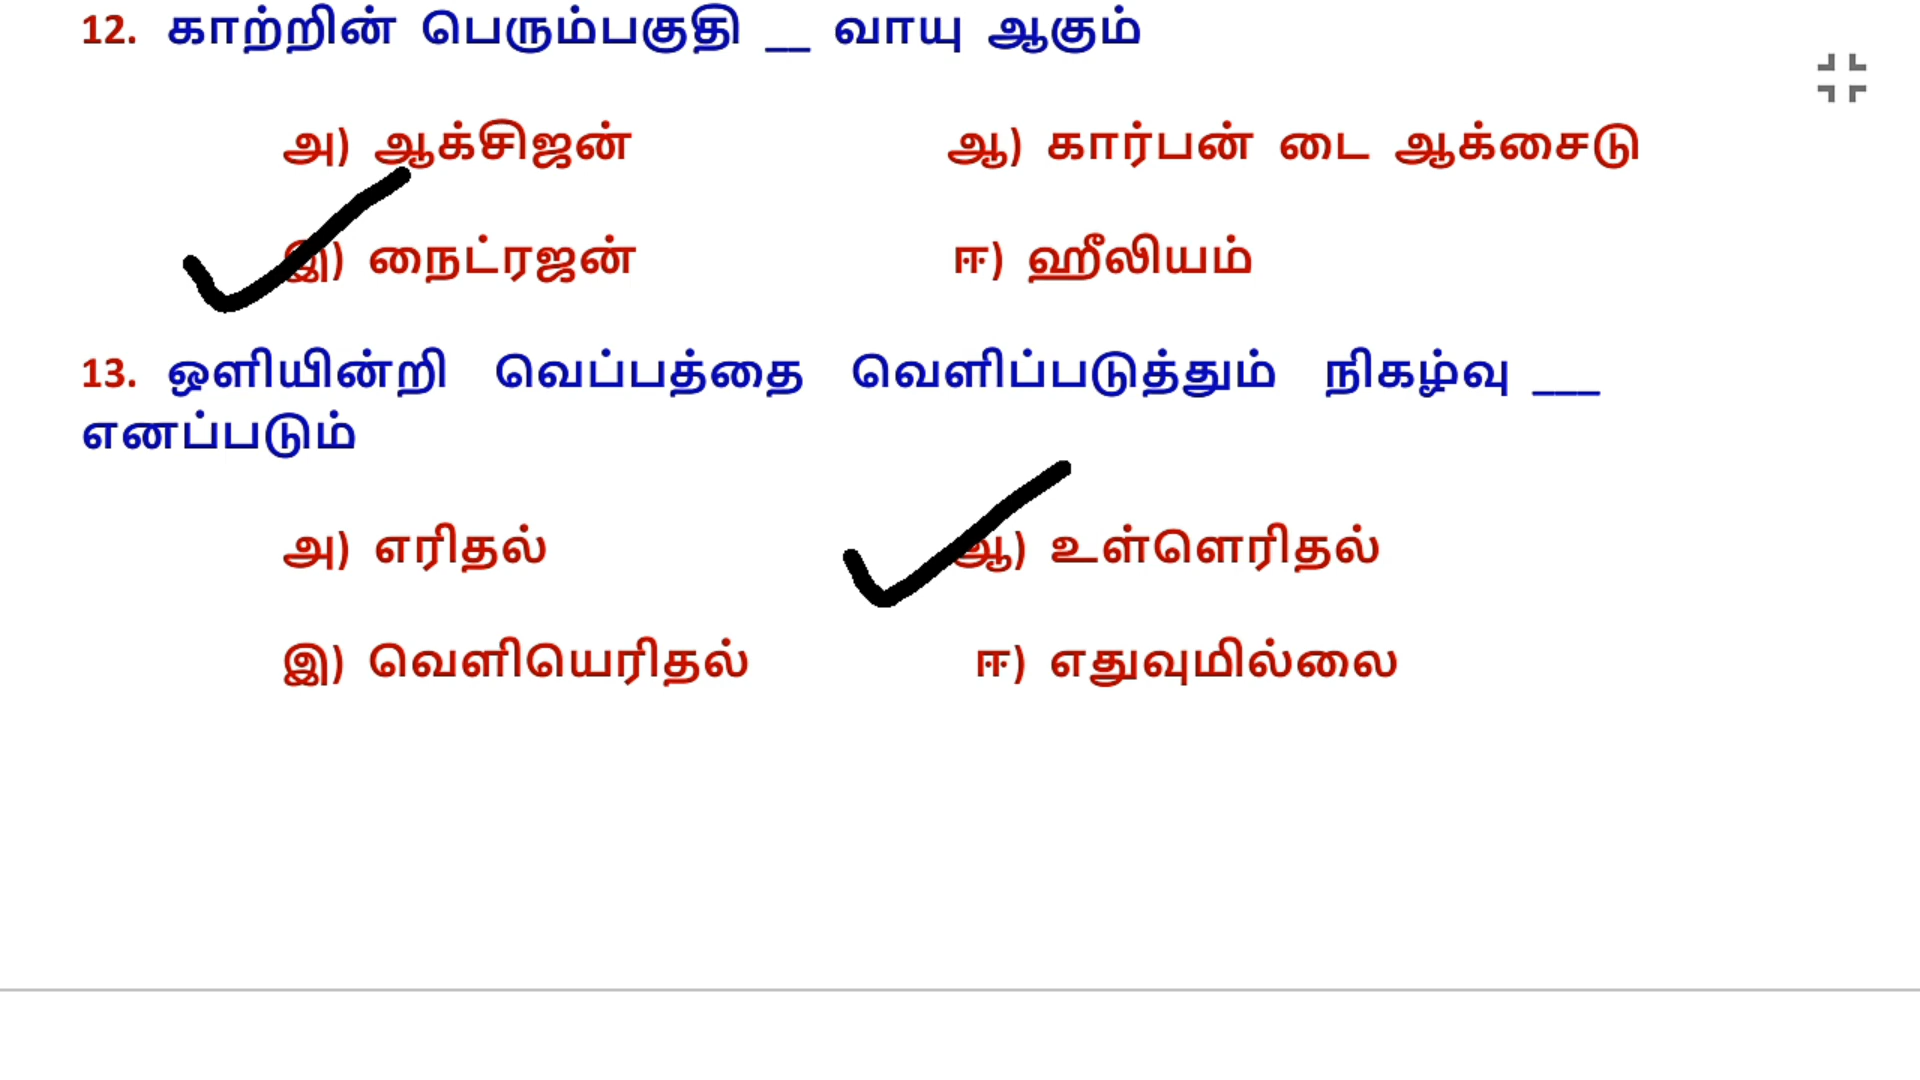 12. காற்றின் பெரும்பகுதி __ வாயு ஆகும்
அ) ஆக்சிஜன் ஆ) கார்பன் டை ஆக்சைடு
இ) நைட்ரஜன் ஈ) ஹீலியம்
13. ஒளியின்றி வெப்பத்தை வெளிப்படுத்தும் நிகழ்வு ___
எனப்படும்
அ) எரிதல் ஆ) உள்ளெரிதல்
இ) வெளியெரிதல் ஈ) எதுவுமில்லை